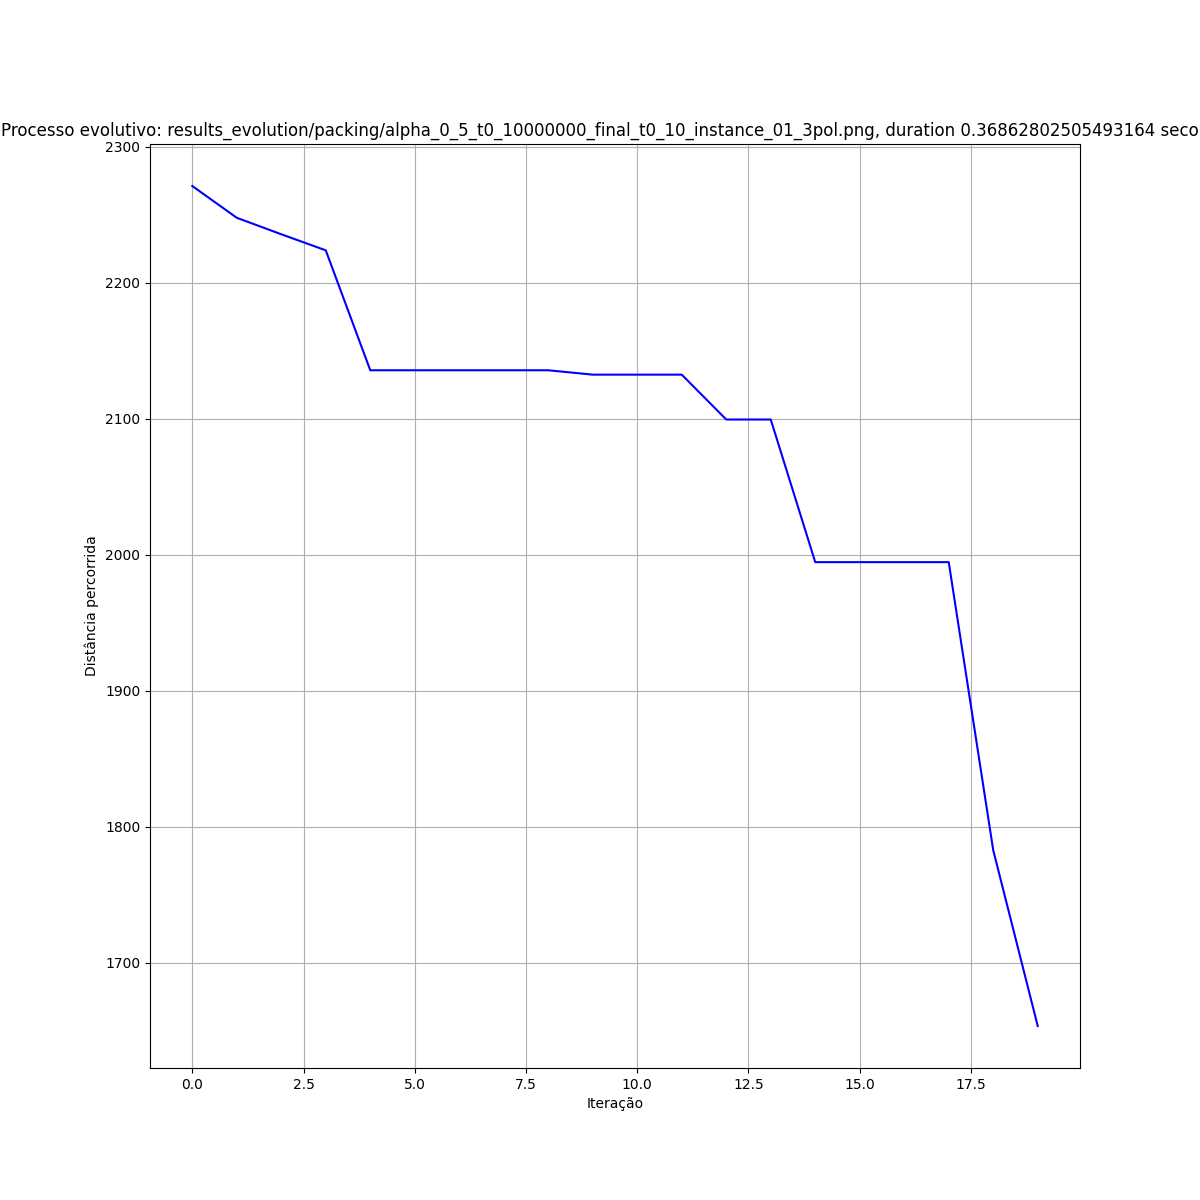 Processo evolutivo: results_evolution/packing/alpha_0_5_t0_10000000_final_t0_10_instance_01_3pol.png, duration 0.36862802505493164 seco
2300
2200
2100
2000
1900
1800
1700
Distância percorrida
0.0 2.5 5.0 7.5 10.0 12.5 15.0 17.5
Iteração